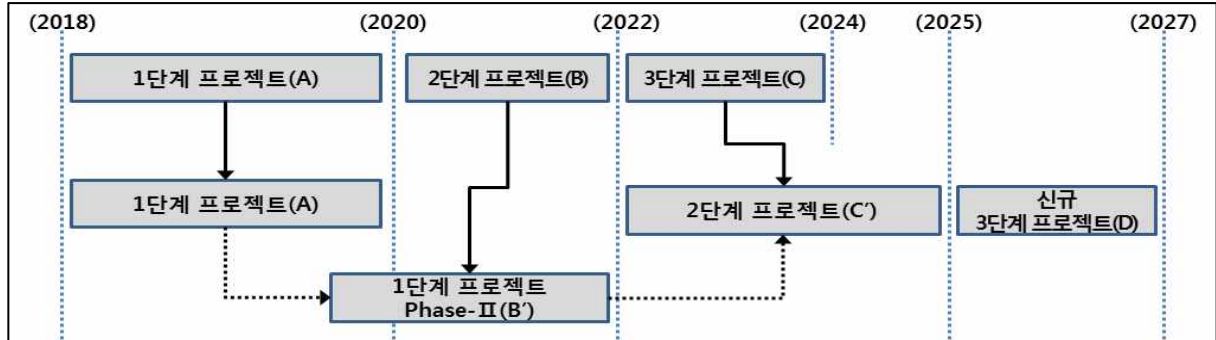 (2018) (2020) (2022) (2024) (2025) (2027)
1단계 프로젝트(A) 2단계 프로젝트(B) 3단계 프로젝트(C)
1단계 프로젝트(A) 2단계 프로젝트(C′) 신규
3단계 프로젝트(D)
1단계 프로젝트
Phase-Ⅱ(B′)